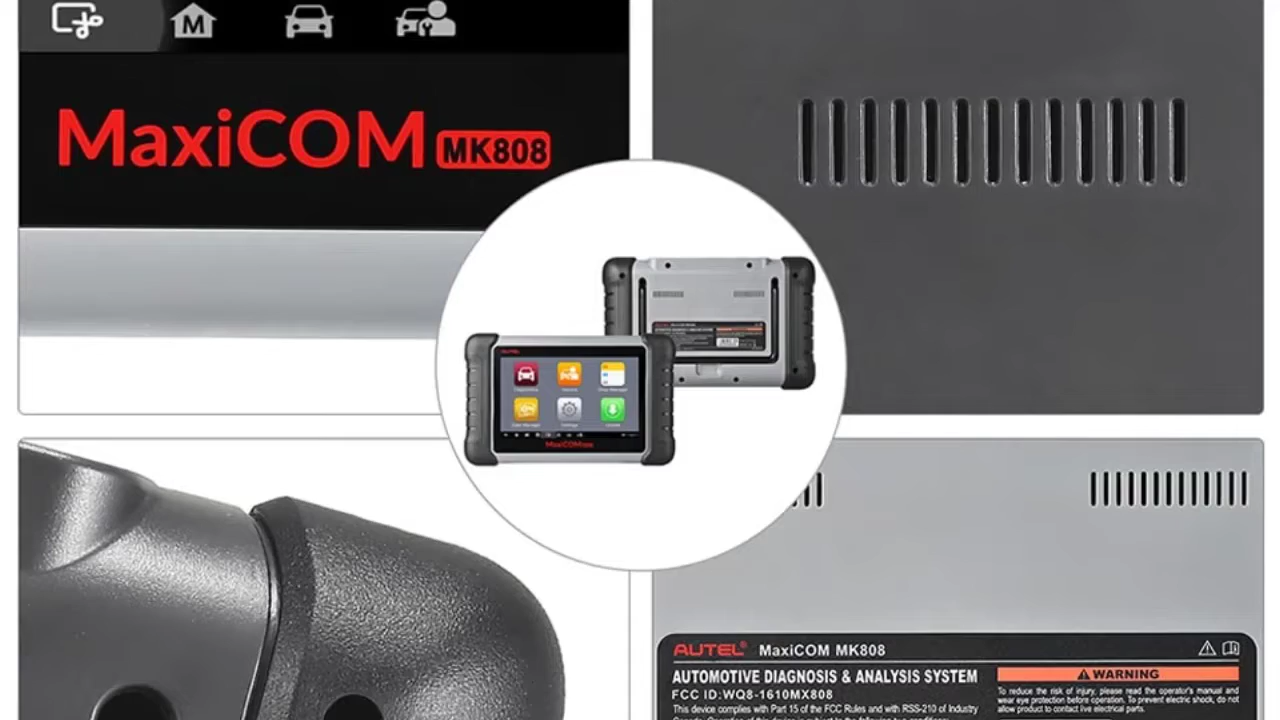 M
MaxiCOM MK808
AUTEL
MaxiCOM
AUTEL
AUTEL® MaxiCOM MK808
AUTOMOTIVE DIAGNOSIS & ANALYSIS SYSTEM
FCC ID:WQ8-1610MX808
This device complies with Part 15 of the FCC Rules and with RSS-210 of Industry
WARNING
To reduce the risk of injury, please read the operator's manual and
wear eye protection before operation. To prevent electric shock, do not
allow product to contact live electrical parts.